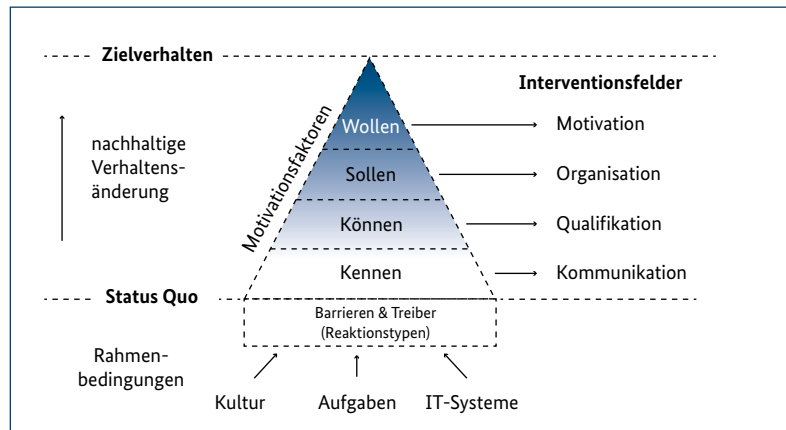 Zielverhalten
Interventionsfelder
nachhaltige
Verhaltens-
änderung
Motivationsfaktoren
Wollen
Motivation
Sollen
Organisation
Können
Qualifikation
Kennen
Kommunikation
Status Quo
Barrieren & Treiber
(Reaktionstypen)
Rahmen-
bedingungen
Kultur
Aufgaben
IT-Systeme